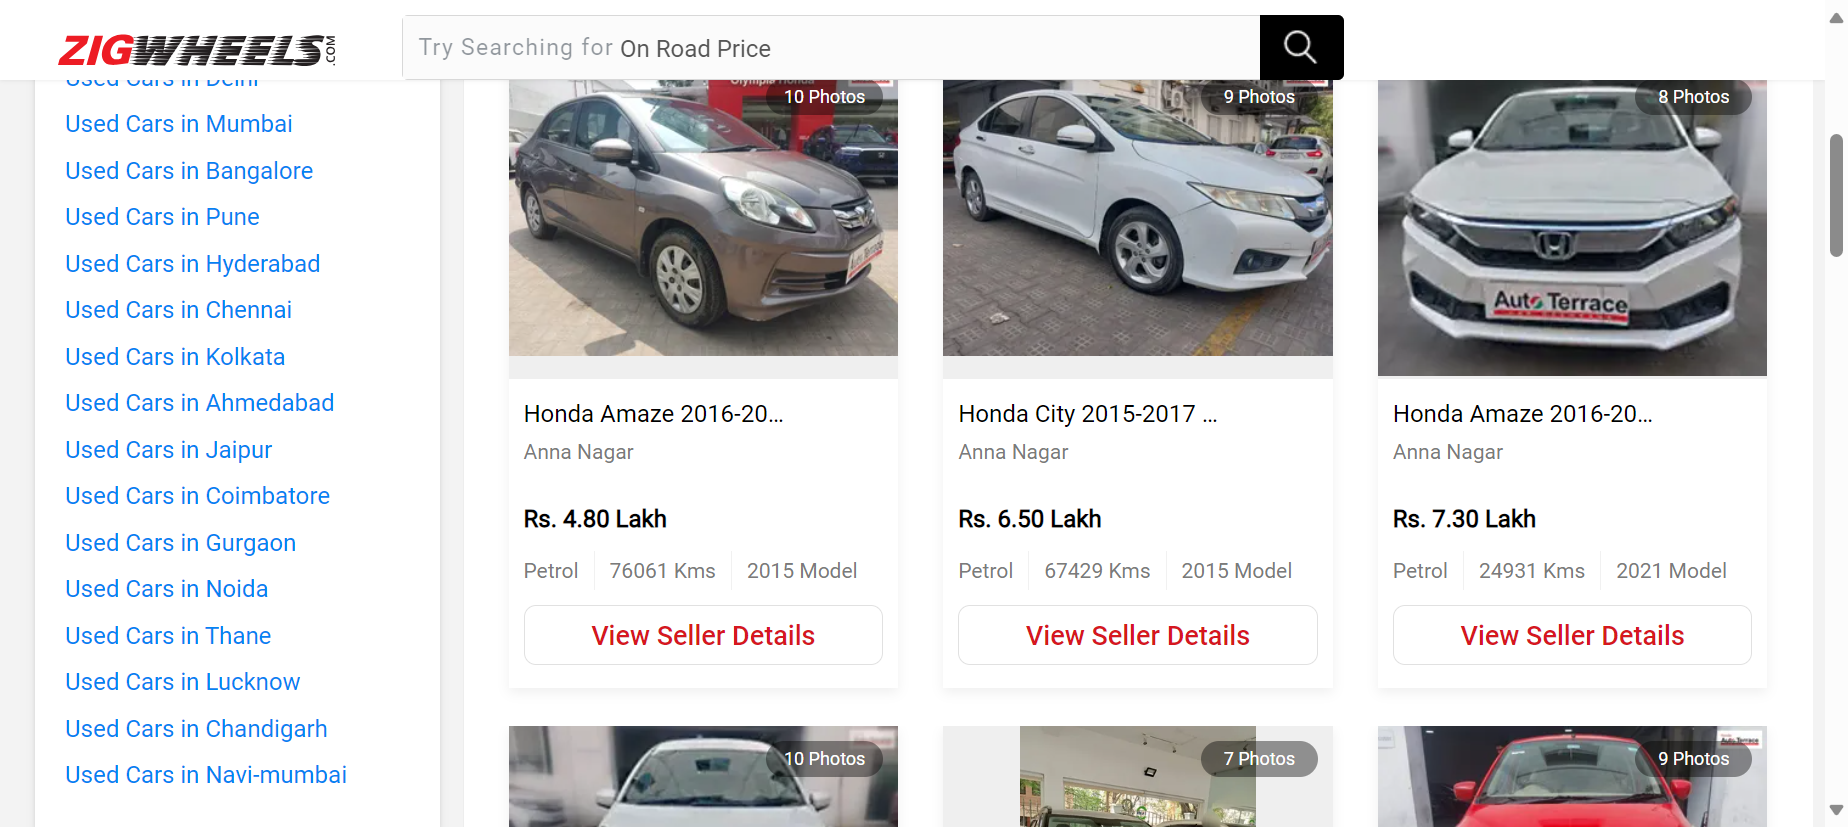 ZIGWHEELS.COM
Try Searching for On Road Price
Used Cars in Delhi
Used Cars in Mumbai
Used Cars in Bangalore
Used Cars in Pune
Used Cars in Hyderabad
Used Cars in Chennai
Used Cars in Kolkata
Used Cars in Ahmedabad
Used Cars in Jaipur
Used Cars in Coimbatore
Used Cars in Gurgaon
Used Cars in Noida
Used Cars in Thane
Used Cars in Lucknow
Used Cars in Chandigarh
Used Cars in Navi-mumbai
Olympia Honda
10 Photos
Auto Terrace
Honda Amaze 2016-20...
Anna Nagar
Rs. 4.80 Lakh
Petrol 76061 Kms 2015 Model
View Seller Details
9 Photos
Honda City 2015-2017 ...
Anna Nagar
Rs. 6.50 Lakh
Petrol 67429 Kms 2015 Model
View Seller Details
8 Photos
Auto Terrace
Honda Amaze 2016-20...
Anna Nagar
Rs. 7.30 Lakh
Petrol 24931 Kms 2021 Model
View Seller Details
10 Photos
7 Photos
9 Photos
Auto Terrace